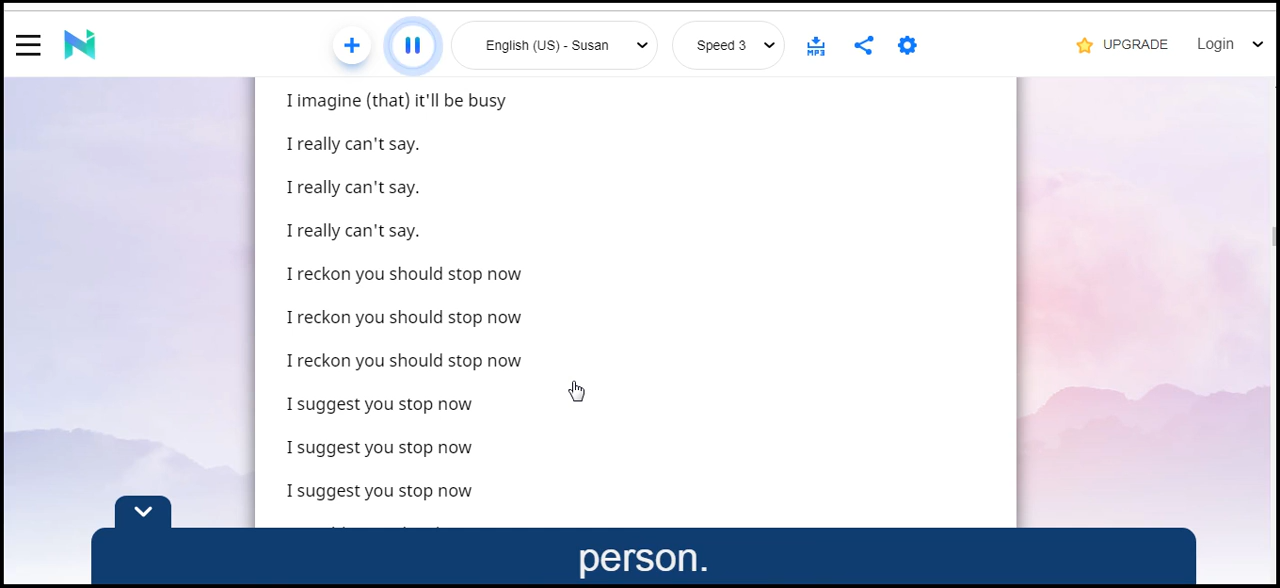 English (US) - Susan
Speed 3
MP3
UPGRADE
Login
I imagine (that) it'll be busy
I really can't say.
I really can't say.
I really can't say.
I reckon you should stop now
I reckon you should stop now
I reckon you should stop now
I suggest you stop now
I suggest you stop now
I suggest you stop now
person.